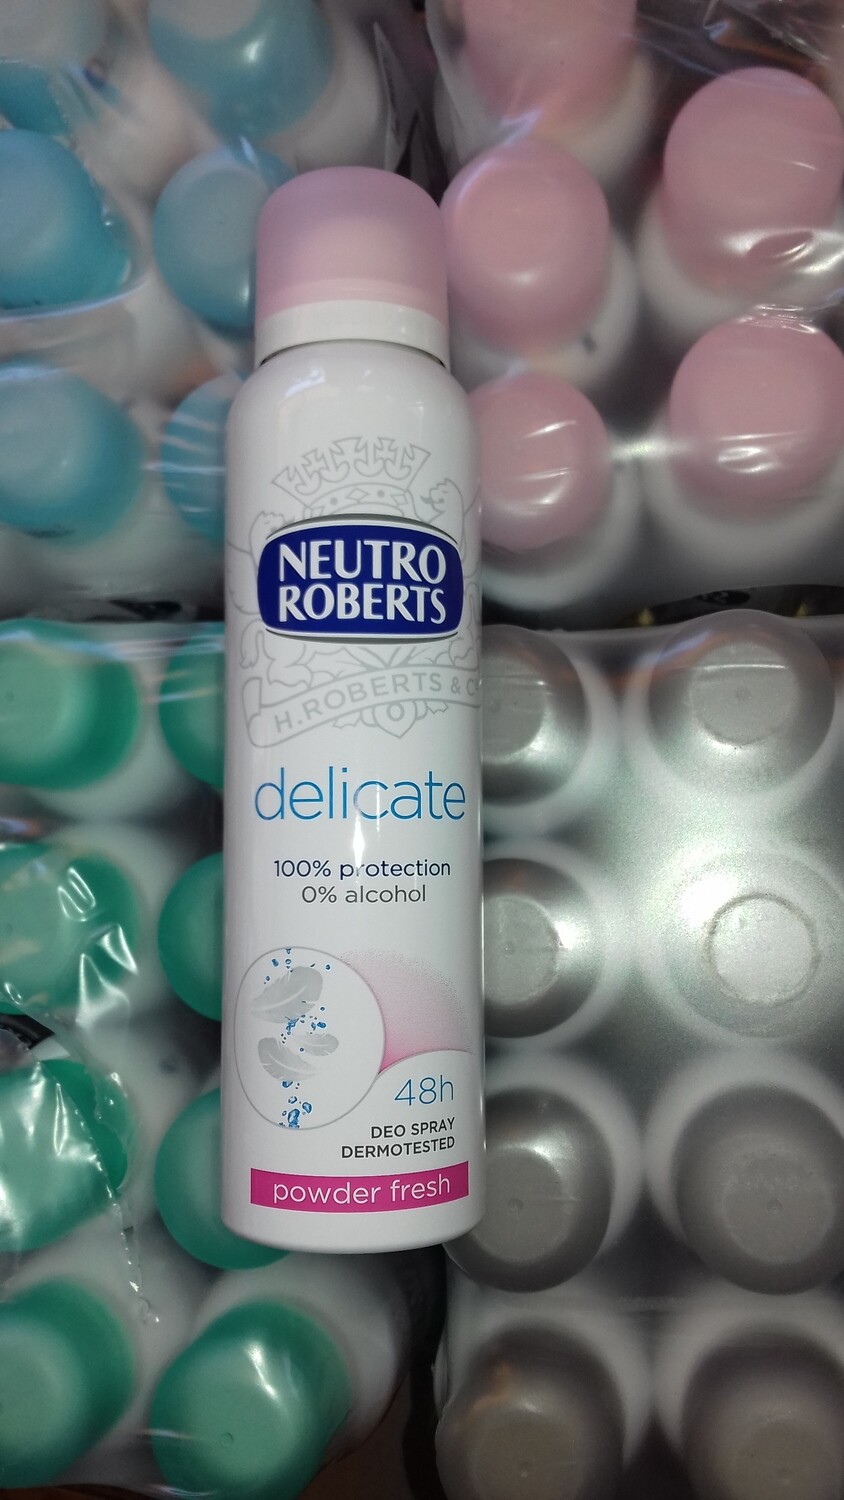 NEUTRO
ROBERTS
H.ROBERTS & C
delicate
100% protection
0% alcohol
48h
DEO SPRAY
DERMOTESTED
powder fresh